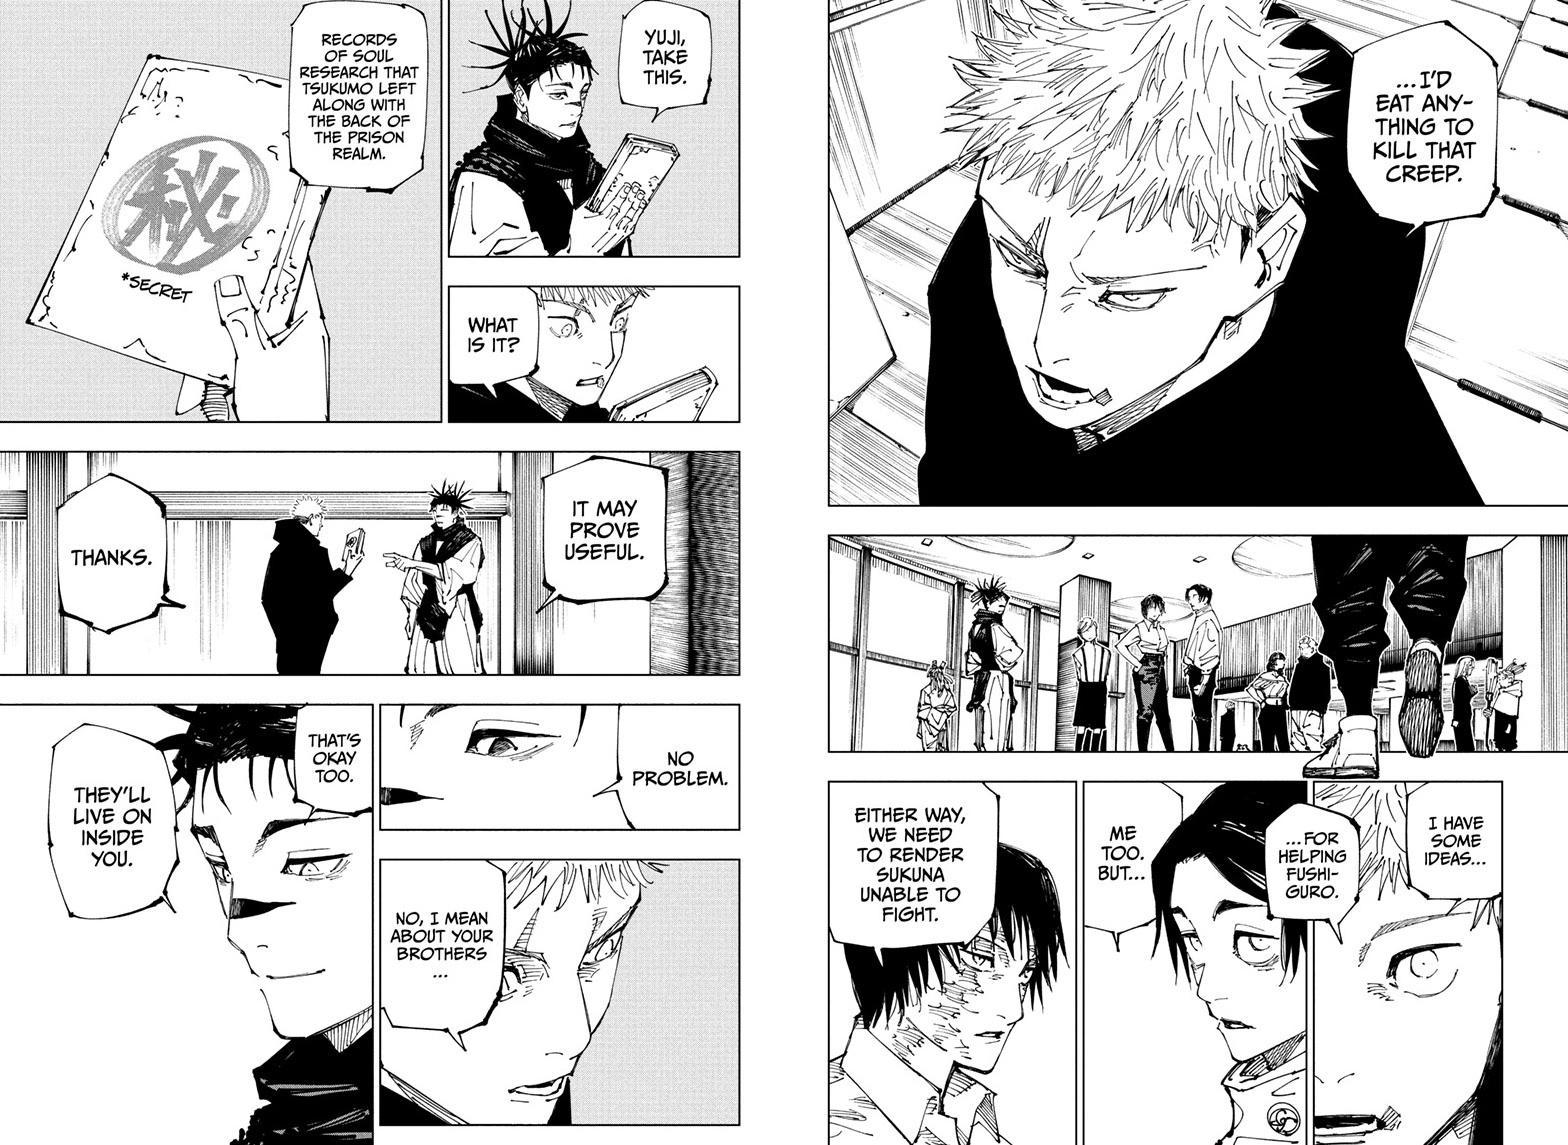 ...I'D
EAT ANY-
THING TO
KILL THAT
CREEP.
I HAVE
SOME
IDEAS...
...FOR
HELPING
FUSHI-
GURO.
ME
TOO.
BUT...
EITHER WAY,
WE NEED
TO RENDER
SUKUNA
UNABLE TO
FIGHT.
YUJI,
TAKE
THIS.
WHAT
IS IT?
RECORDS
OF SOUL
RESEARCH THAT
TSUKUMO LEFT
ALONG WITH
THE BACK OF
THE PRISON
REALM.
秘
*SECRET
IT MAY
PROVE
USEFUL.
THANKS.
NO
PROBLEM.
NO, I MEAN
ABOUT YOUR
BROTHERS
...
THAT'S
OKAY
TOO.
THEY'LL
LIVE ON
INSIDE
YOU.